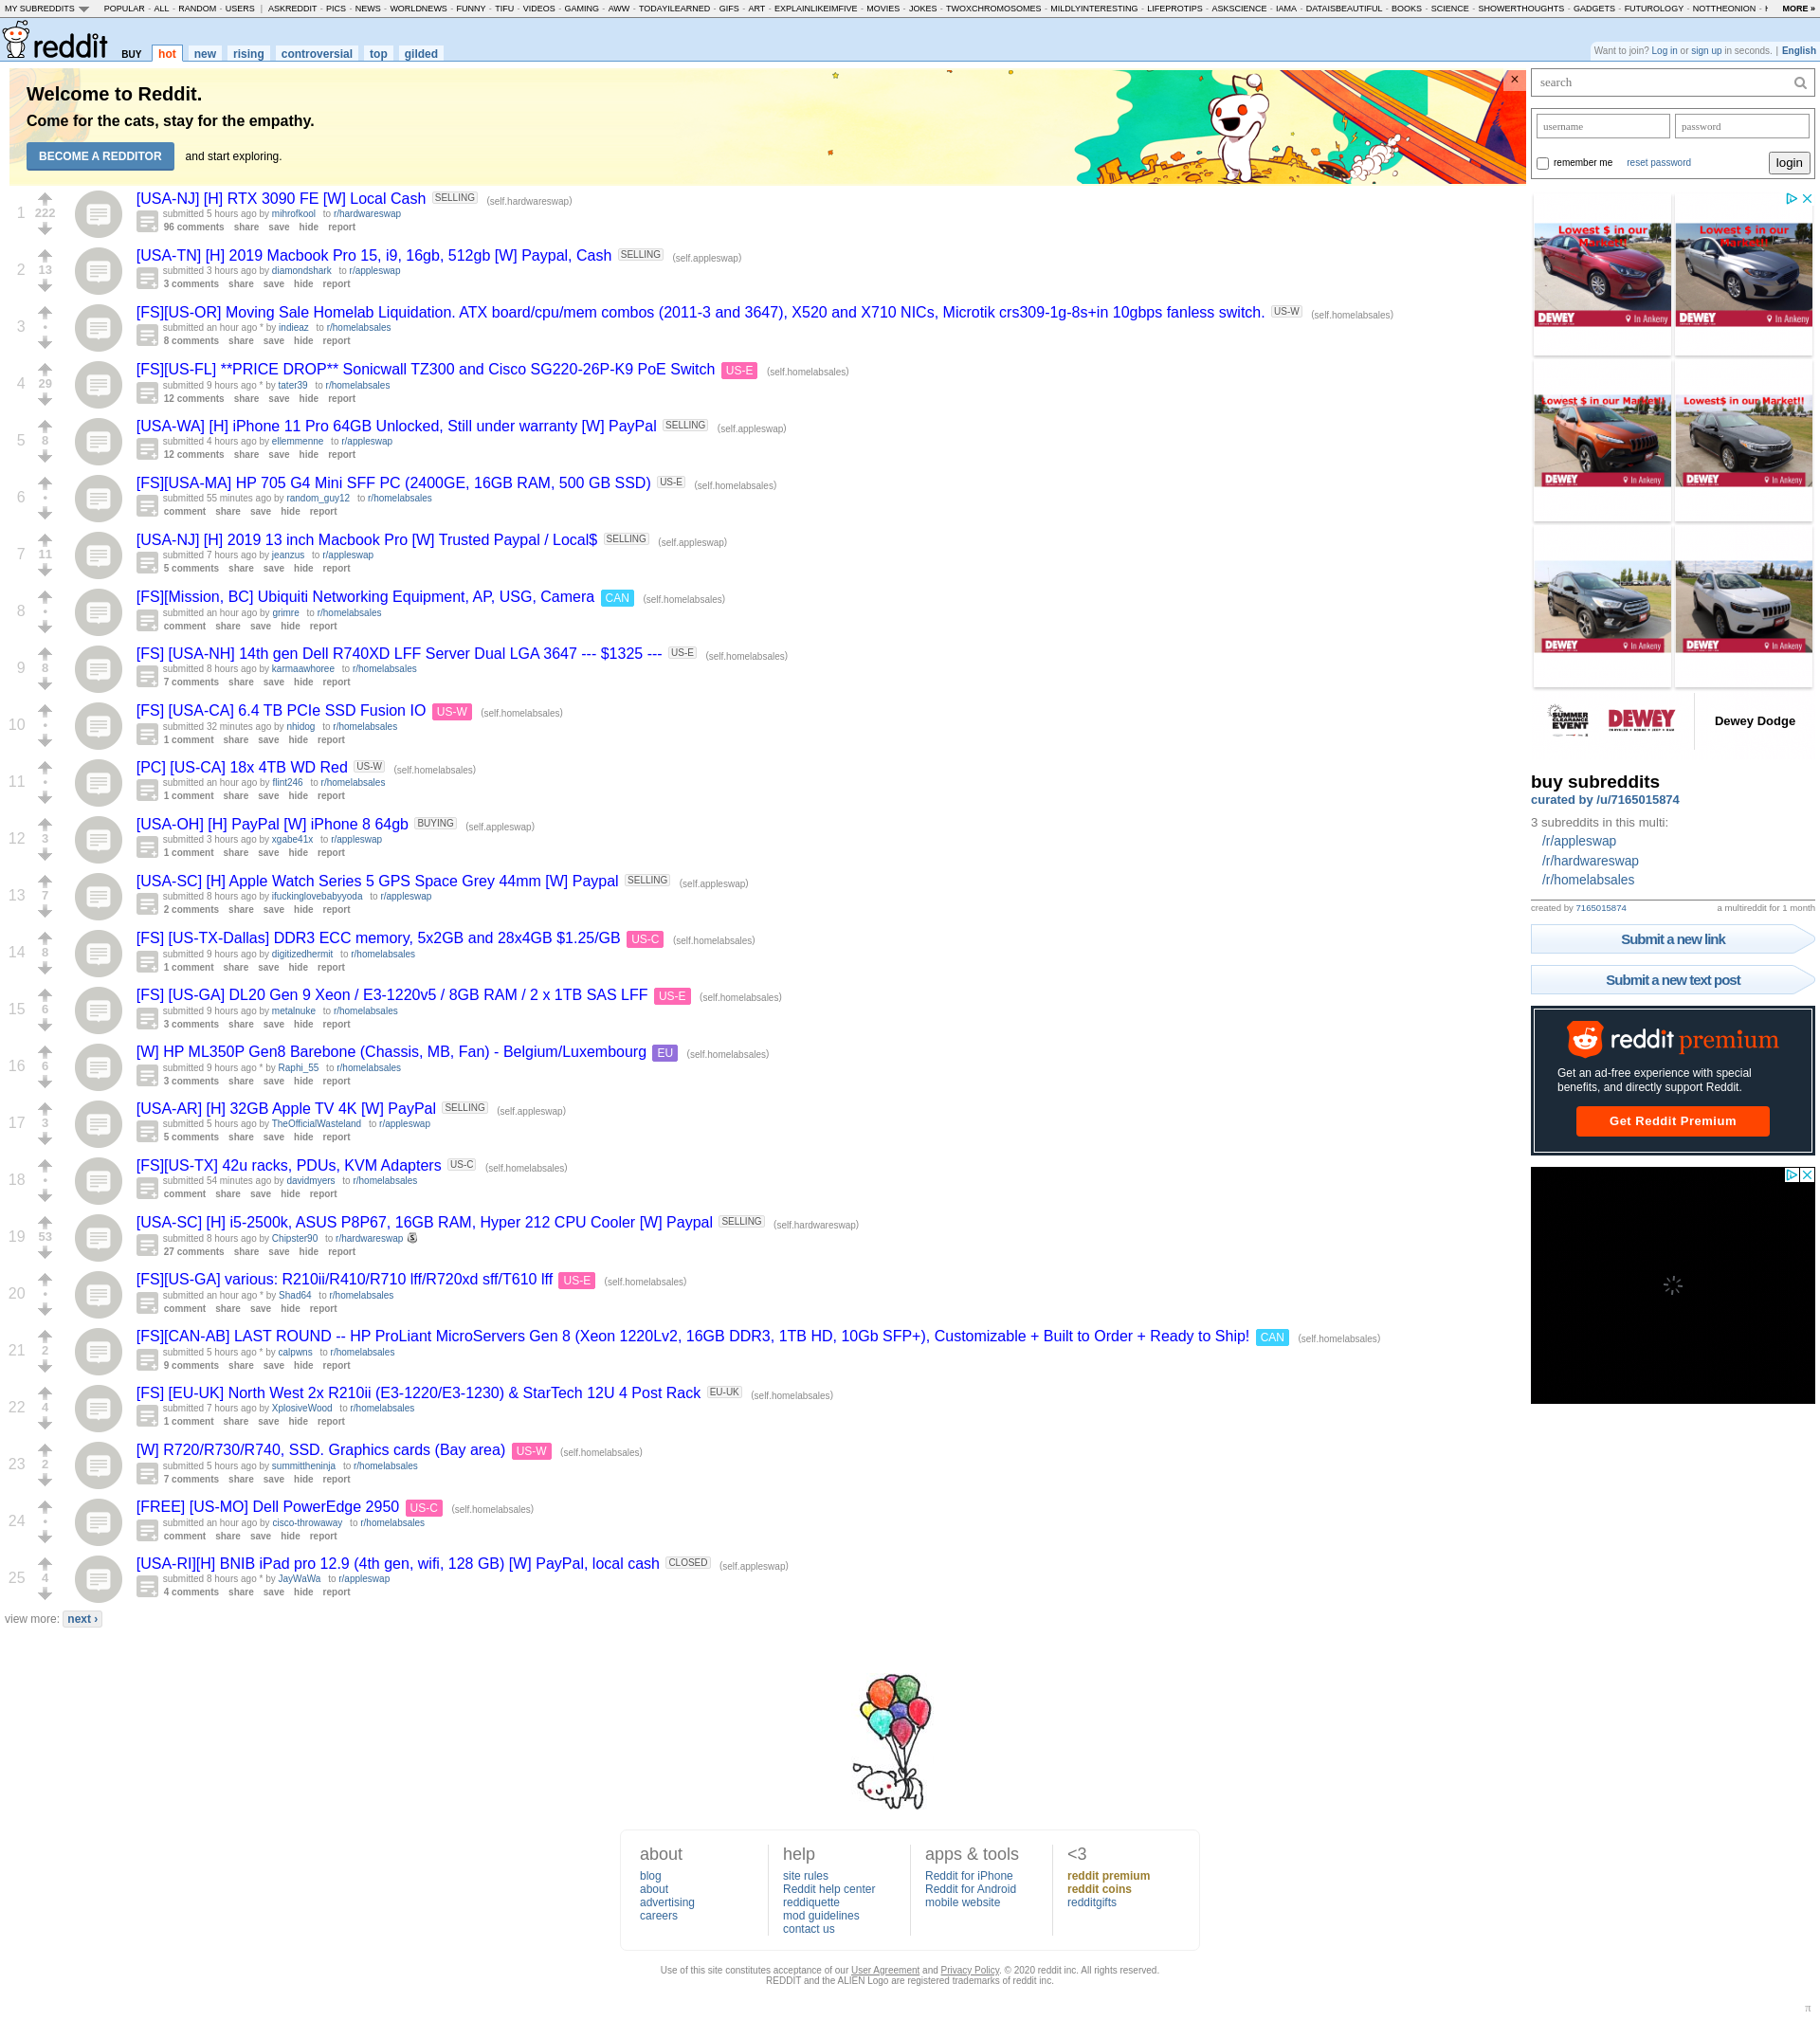 MY SUBREDDITS POPULAR - ALL - RANDOM - USERS | ASKREDDIT - PICS - NEWS - WORLDNEWS - FUNNY - TIFU - VIDEOS - GAMING - AWW - TODAYILEARNED - GIFS - ART - EXPLAINLIKEIMFIVE - MOVIES - JOKES - TWOXCHROMOSOMES - MILDLYINTERESTING - LIFEPROTIPS - ASKSCIENCE - IAMA - DATAISBEAUTIFUL - BOOKS - SCIENCE - SHOWERTHOUGHTS - GADGETS - FUTUROLOGY - NOTTHEONION - MORE »
reddit BUY hot new rising controversial top gilded
Want to join? Log in or sign up in seconds. | English
Welcome to Reddit.
Come for the cats, stay for the empathy.
BECOME A REDDITOR and start exploring.
×
1 222 [USA-NJ] [H] RTX 3090 FE [W] Local Cash SELLING (self.hardwareswap)
submitted 5 hours ago by mihrofkool to r/hardwareswap
96 comments share save hide report
2 13 [USA-TN] [H] 2019 Macbook Pro 15, i9, 16gb, 512gb [W] Paypal, Cash SELLING (self.appleswap)
submitted 3 hours ago by diamondshark to r/appleswap
3 comments share save hide report
3 • [FS][US-OR] Moving Sale Homelab Liquidation. ATX board/cpu/mem combos (2011-3 and 3647), X520 and X710 NICs, Microtik crs309-1g-8s+in 10gbps fanless switch. US-W (self.homelabsales)
submitted an hour ago * by indieaz to r/homelabsales
8 comments share save hide report
4 29 [FS][US-FL] **PRICE DROP** Sonicwall TZ300 and Cisco SG220-26P-K9 PoE Switch US-E (self.homelabsales)
submitted 9 hours ago * by tater39 to r/homelabsales
12 comments share save hide report
5 8 [USA-WA] [H] iPhone 11 Pro 64GB Unlocked, Still under warranty [W] PayPal SELLING (self.appleswap)
submitted 4 hours ago by ellemmenne to r/appleswap
12 comments share save hide report
6 • [FS][USA-MA] HP 705 G4 Mini SFF PC (2400GE, 16GB RAM, 500 GB SSD) US-E (self.homelabsales)
submitted 55 minutes ago by random_guy12 to r/homelabsales
comment share save hide report
7 11 [USA-NJ] [H] 2019 13 inch Macbook Pro [W] Trusted Paypal / Local$ SELLING (self.appleswap)
submitted 7 hours ago by jeanzus to r/appleswap
5 comments share save hide report
8 • [FS][Mission, BC] Ubiquiti Networking Equipment, AP, USG, Camera CAN (self.homelabsales)
submitted an hour ago by grimre to r/homelabsales
comment share save hide report
9 8 [FS] [USA-NH] 14th gen Dell R740XD LFF Server Dual LGA 3647 --- $1325 --- US-E (self.homelabsales)
submitted 8 hours ago by karmaawhoree to r/homelabsales
7 comments share save hide report
10 • [FS] [USA-CA] 6.4 TB PCIe SSD Fusion IO US-W (self.homelabsales)
submitted 32 minutes ago by nhidog to r/homelabsales
1 comment share save hide report
11 • [PC] [US-CA] 18x 4TB WD Red US-W (self.homelabsales)
submitted an hour ago by flint246 to r/homelabsales
1 comment share save hide report
12 3 [USA-OH] [H] PayPal [W] iPhone 8 64gb BUYING (self.appleswap)
submitted 3 hours ago by xgabe41x to r/appleswap
1 comment share save hide report
13 7 [USA-SC] [H] Apple Watch Series 5 GPS Space Grey 44mm [W] Paypal SELLING (self.appleswap)
submitted 8 hours ago by ifuckinglovebabyyoda to r/appleswap
2 comments share save hide report
14 8 [FS] [US-TX-Dallas] DDR3 ECC memory, 5x2GB and 28x4GB $1.25/GB US-C (self.homelabsales)
submitted 9 hours ago by digitizedhermit to r/homelabsales
1 comment share save hide report
15 6 [FS] [US-GA] DL20 Gen 9 Xeon / E3-1220v5 / 8GB RAM / 2 x 1TB SAS LFF US-E (self.homelabsales)
submitted 9 hours ago by metalnuke to r/homelabsales
3 comments share save hide report
16 6 [W] HP ML350P Gen8 Barebone (Chassis, MB, Fan) - Belgium/Luxembourg EU (self.homelabsales)
submitted 9 hours ago * by Raphi_55 to r/homelabsales
3 comments share save hide report
17 3 [USA-AR] [H] 32GB Apple TV 4K [W] PayPal SELLING (self.appleswap)
submitted 5 hours ago by TheOfficialWasteland to r/appleswap
5 comments share save hide report
18 • [FS][US-TX] 42u racks, PDUs, KVM Adapters US-C (self.homelabsales)
submitted 54 minutes ago by davidmyers to r/homelabsales
comment share save hide report
19 53 [USA-SC] [H] i5-2500k, ASUS P8P67, 16GB RAM, Hyper 212 CPU Cooler [W] Paypal SELLING (self.hardwareswap)
submitted 8 hours ago by Chipster90 to r/hardwareswap
27 comments share save hide report
20 • [FS][US-GA] various: R210ii/R410/R710 lff/R720xd sff/T610 lff US-E (self.homelabsales)
submitted an hour ago * by Shad64 to r/homelabsales
comment share save hide report
21 2 [FS][CAN-AB] LAST ROUND -- HP ProLiant MicroServers Gen 8 (Xeon 1220Lv2, 16GB DDR3, 1TB HD, 10Gb SFP+), Customizable + Built to Order + Ready to Ship! CAN (self.homelabsales)
submitted 5 hours ago * by calpwns to r/homelabsales
9 comments share save hide report
22 4 [FS] [EU-UK] North West 2x R210ii (E3-1220/E3-1230) & StarTech 12U 4 Post Rack EU-UK (self.homelabsales)
submitted 7 hours ago by XplosiveWood to r/homelabsales
1 comment share save hide report
23 2 [W] R720/R730/R740, SSD. Graphics cards (Bay area) US-W (self.homelabsales)
submitted 5 hours ago by summittheninja to r/homelabsales
7 comments share save hide report
24 • [FREE] [US-MO] Dell PowerEdge 2950 US-C (self.homelabsales)
submitted an hour ago by cisco-throwaway to r/homelabsales
comment share save hide report
25 4 [USA-RI][H] BNIB iPad pro 12.9 (4th gen, wifi, 128 GB) [W] PayPal, local cash CLOSED (self.appleswap)
submitted 8 hours ago * by JayWaWa to r/appleswap
4 comments share save hide report
view more: next ›
search
username password
remember me reset password login
Lowest $ in our Market!!! Lowest $ in our Market!!!
DEWEY In Ankeny DEWEY In Ankeny
Lowest $ in our Market!! Lowest$ in our Market!!
DEWEY In Ankeny DEWEY In Ankeny
DEWEY In Ankeny DEWEY In Ankeny
SUMMER CLEARANCE EVENT DEWEY Dewey Dodge
buy subreddits
curated by /u/7165015874
3 subreddits in this multi:
/r/appleswap
/r/hardwareswap
/r/homelabsales
created by 7165015874 a multireddit for 1 month
Submit a new link
Submit a new text post
reddit premium
Get an ad-free experience with special
benefits, and directly support Reddit.
Get Reddit Premium
about
blog
about
advertising
careers
help
site rules
Reddit help center
reddiquette
mod guidelines
contact us
apps & tools
Reddit for iPhone
Reddit for Android
mobile website
<3
reddit premium
reddit coins
redditgifts
Use of this site constitutes acceptance of our User Agreement and Privacy Policy. © 2020 reddit inc. All rights reserved.
REDDIT and the ALIEN Logo are registered trademarks of reddit inc.
π